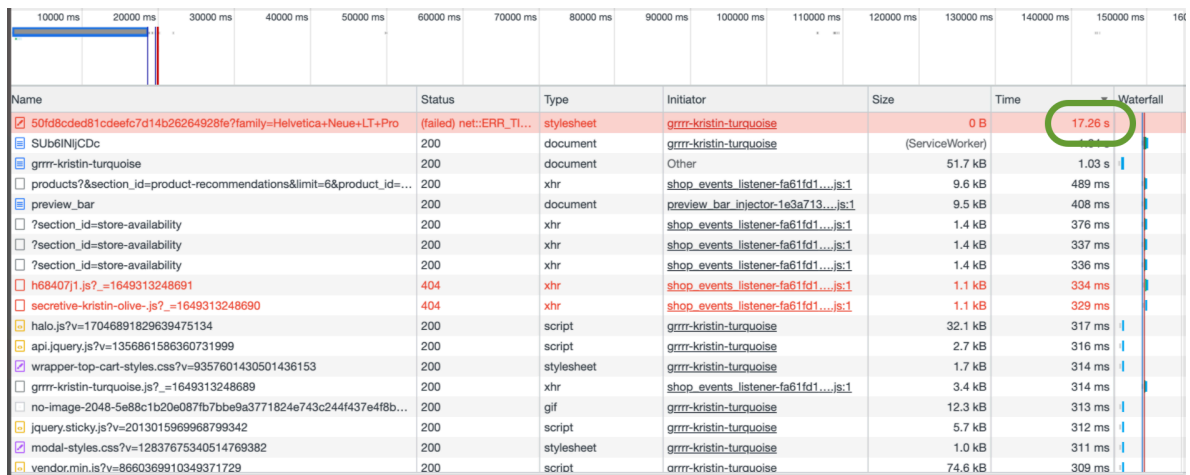 10000 ms 20000 ms 30000 ms 40000 ms 50000 ms 60000 ms 70000 ms 80000 ms 90000 ms 100000 ms 110000 ms 120000 ms 130000 ms 140000 ms 150000 ms 160
Name Status Type Initiator Size Time Waterfall
50fd8cded81cdeefc7d14b26264928fe?family=Helvetica+Neue+LT+Pro (failed) net::ERR_TI... stylesheet grrrr-kristin-turquoise 0 B 17.26 s
SUb6INljCDc 200 document grrrr-kristin-turquoise (ServiceWorker)
grrrr-kristin-turquoise 200 document Other 51.7 kB 1.03 s
products?&section_id=product-recommendations&limit=6&product_id=... 200 xhr shop_events_listener-fa61fd1....js:1 9.6 kB 489 ms
preview_bar 200 document preview_bar_injector-1e3a713....js:1 9.5 kB 408 ms
?section_id=store-availability 200 xhr shop_events_listener-fa61fd1....js:1 1.4 kB 376 ms
?section_id=store-availability 200 xhr shop_events_listener-fa61fd1....js:1 1.4 kB 337 ms
?section_id=store-availability 200 xhr shop_events_listener-fa61fd1....js:1 1.4 kB 336 ms
h68407j1.js?_=1649313248691 404 xhr shop_events_listener-fa61fd1....js:1 1.1 kB 334 ms
secretive-kristin-olive-.js?_=1649313248690 404 xhr shop_events_listener-fa61fd1....js:1 1.1 kB 329 ms
halo.js?v=17046891829639475134 200 script grrrr-kristin-turquoise 32.1 kB 317 ms
api.jquery.js?v=1356861586360731999 200 script grrrr-kristin-turquoise 2.7 kB 316 ms
wrapper-top-cart-styles.css?v=9357601430501436153 200 stylesheet grrrr-kristin-turquoise 1.7 kB 314 ms
grrrr-kristin-turquoise.js?_=1649313248689 200 xhr shop_events_listener-fa61fd1....js:1 3.4 kB 314 ms
no-image-2048-5e88c1b20e087fb7bbe9a3771824e743c244f437e4f8b... 200 gif grrrr-kristin-turquoise 12.3 kB 313 ms
jquery.sticky.js?v=2013015969968799342 200 script grrrr-kristin-turquoise 5.7 kB 312 ms
modal-styles.css?v=12837675340514769382 200 stylesheet grrrr-kristin-turquoise 1.0 kB 311 ms
vendor.min.js?v=8660369910349371729 200 script grrrr-kristin-turquoise 74.6 kB 309 ms